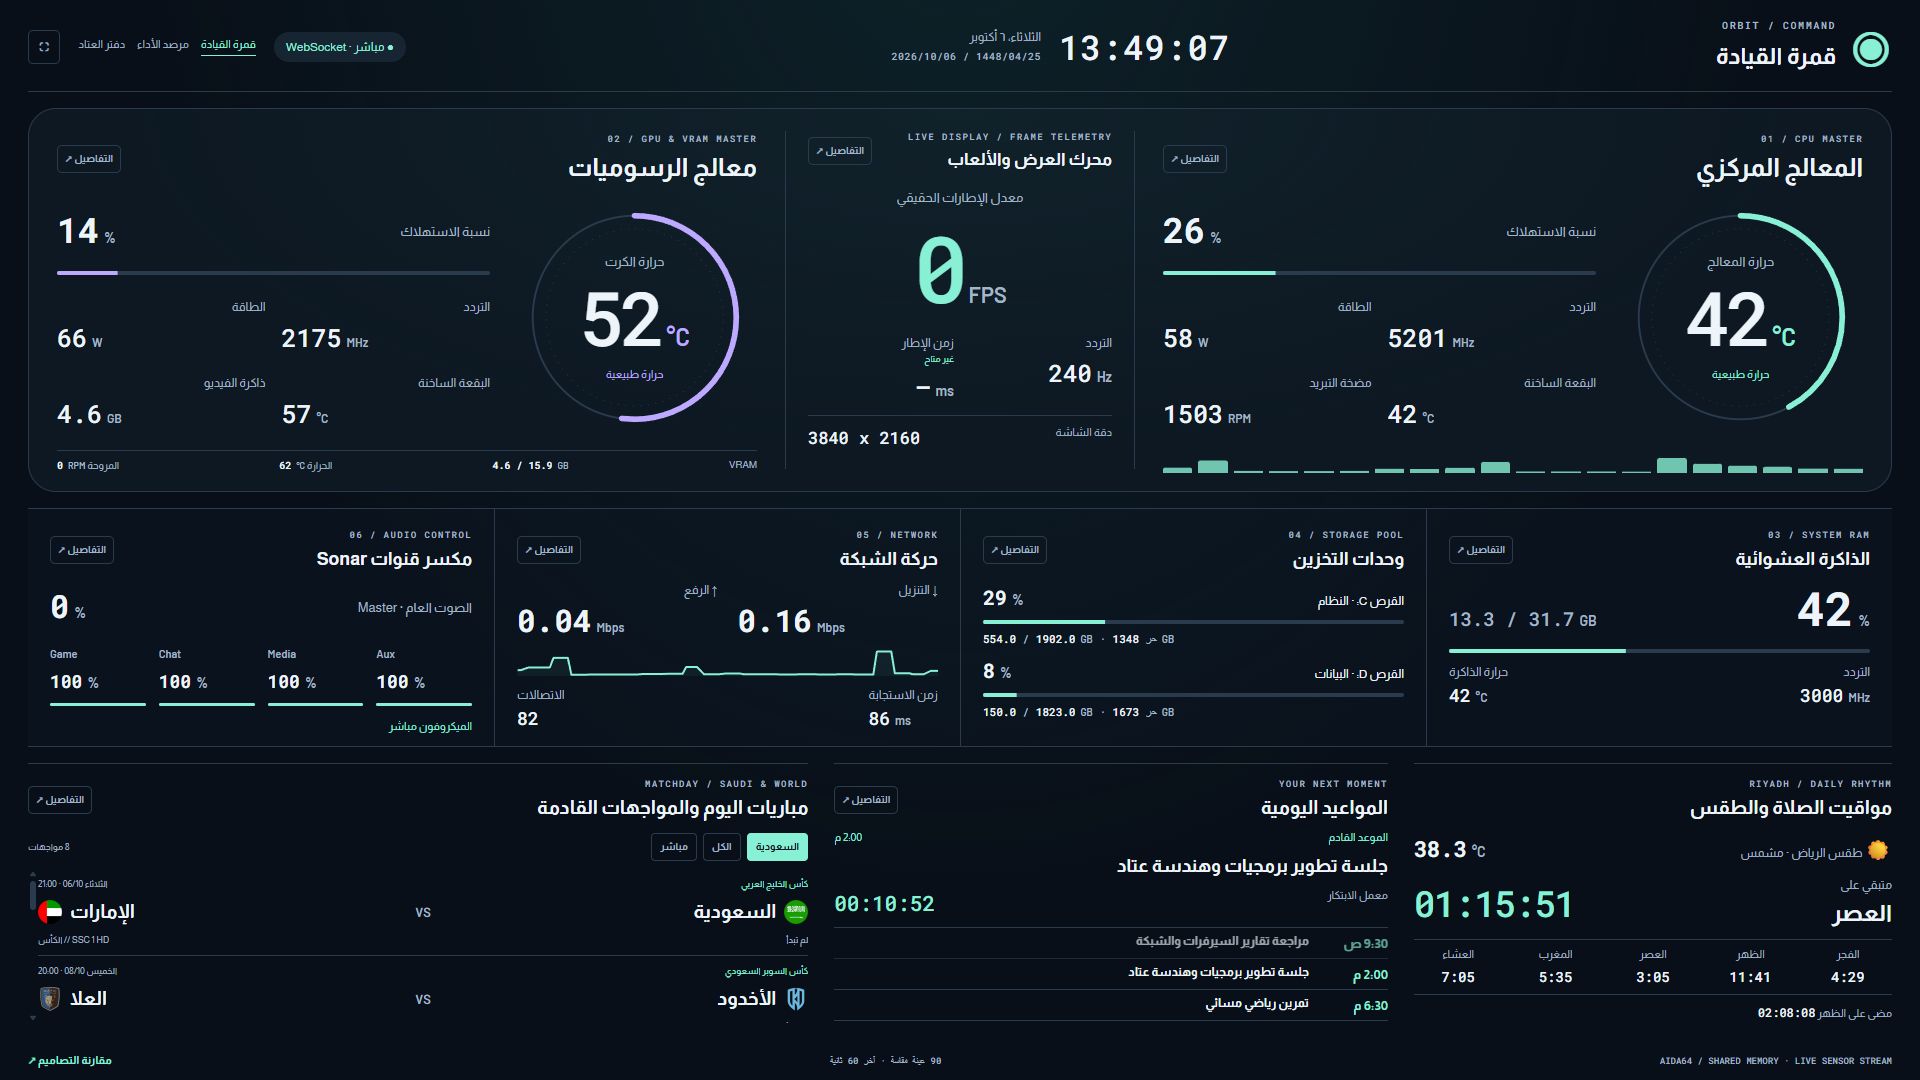 ORBIT / COMMAND
قمرة القيادة
13:49:07
الثلاثاء، ٦ أكتوبر
2026/10/06 / 1448/04/25
مباشر · WebSocket
قمرة القيادة
مرصد الأداء
دفتر العتاد
01 / CPU MASTER
المعالج المركزي
التفاصيل ↗
حرارة المعالج
42 °C
حرارة طبيعية
نسبة الاستهلاك
26 %
التردد
5201 MHz
الطاقة
58 W
البقعة الساخنة
42 °C
مضخة التبريد
1503 RPM
LIVE DISPLAY / FRAME TELEMETRY
محرك العرض والألعاب
التفاصيل ↗
معدل الإطارات الحقيقي
0 FPS
التردد
240 Hz
زمن الإطار
غير متاح
— ms
دقة الشاشة
3840 x 2160
02 / GPU & VRAM MASTER
معالج الرسوميات
التفاصيل ↗
حرارة الكرت
52 °C
حرارة طبيعية
نسبة الاستهلاك
14 %
التردد
2175 MHz
الطاقة
66 W
البقعة الساخنة
57 °C
ذاكرة الفيديو
4.6 GB
VRAM
4.6 / 15.9 GB
الحرارة 62 °C
المروحة 0 RPM
03 / SYSTEM RAM
الذاكرة العشوائية
التفاصيل ↗
42 %
13.3 / 31.7 GB
التردد
3000 MHz
حرارة الذاكرة
42 °C
04 / STORAGE POOL
وحدات التخزين
التفاصيل ↗
القرص C: · النظام
29 %
554.0 / 1902.0 GB · 1348 حر GB
القرص D: · البيانات
8 %
150.0 / 1823.0 GB · 1673 حر GB
05 / NETWORK
حركة الشبكة
التفاصيل ↗
↓ التنزيل
0.16 Mbps
↑ الرفع
0.04 Mbps
زمن الاستجابة
86 ms
الاتصالات
82
06 / AUDIO CONTROL
مكسر قنوات Sonar
التفاصيل ↗
الصوت العام · Master
0 %
Game
100 %
Chat
100 %
Media
100 %
Aux
100 %
الميكروفون مباشر
RIYADH / DAILY RHYTHM
مواقيت الصلاة والطقس
طقس الرياض · مشمس
38.3 °C
متبقي على
العصر
01:15:51
الفجر
4:29
الظهر
11:41
العصر
3:05
المغرب
5:35
العشاء
7:05
مضى على الظهر 02:08:08
YOUR NEXT MOMENT
المواعيد اليومية
التفاصيل ↗
الموعد القادم
2:00 م
جلسة تطوير برمجيات وهندسة عتاد
معمل الابتكار
00:10:52
9:30 ص
مراجعة تقارير السيرفرات والشبكة
2:00 م
جلسة تطوير برمجيات وهندسة عتاد
6:30 م
تمرين رياضي مسائي
MATCHDAY / SAUDI & WORLD
مباريات اليوم والمواجهات القادمة
التفاصيل ↗
السعودية
الكل
مباشر
8 مواجهات
كأس الخليج العربي
الثلاثاء 06/10 · 21:00
السعودية
VS
الإمارات
لم تبدأ
SSC 1 HD // الكأس
كأس السوبر السعودي
الخميس 08/10 · 20:00
الأخدود
VS
العلا
AIDA64 / SHARED MEMORY · LIVE SENSOR STREAM
90 عينة مقاسة · آخر 60 ثانية
مقارنة التصاميم ↗